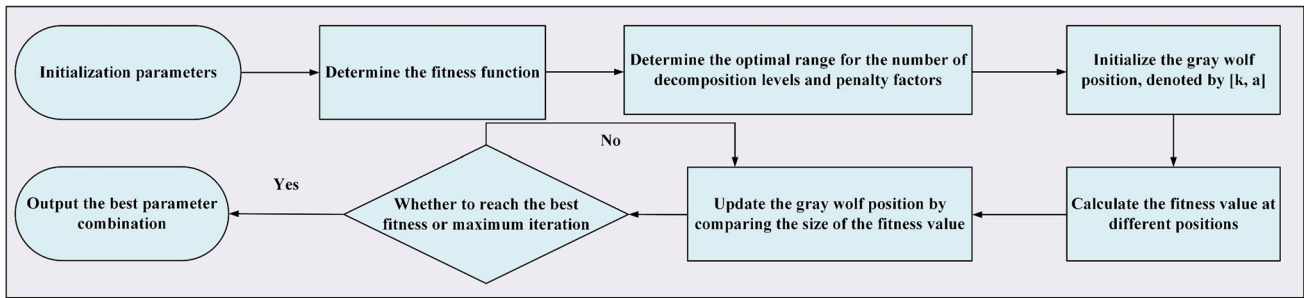 Initialization parameters
Determine the fitness function
Determine the optimal range for the number of
decomposition levels and penalty factors
Initialize the gray wolf
position, denoted by [k, a]
Calculate the fitness value at
different positions
Update the gray wolf position by
comparing the size of the fitness value
Whether to reach the best
fitness or maximum iteration
No
Yes
Output the best parameter
combination